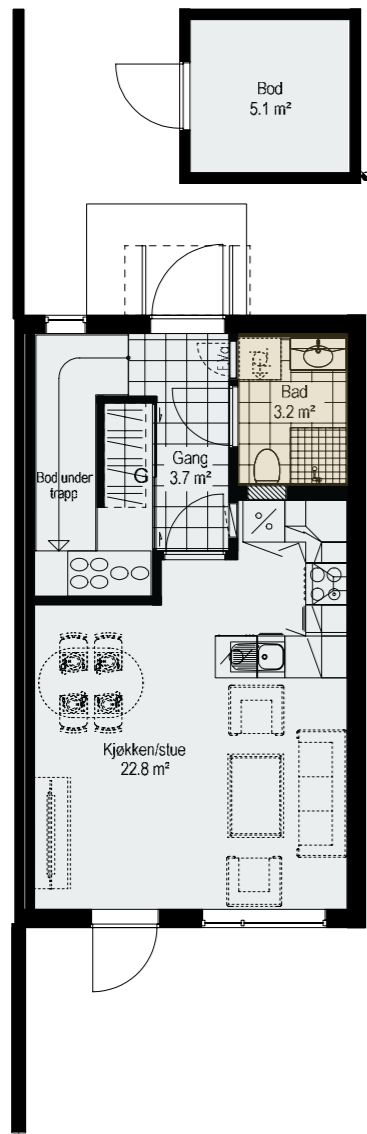 Bod
5.1 m²
Bad
3.2 m²
Gang
3.7 m²
Bod under
trapp
G
Kjøkken/stue
22.8 m²